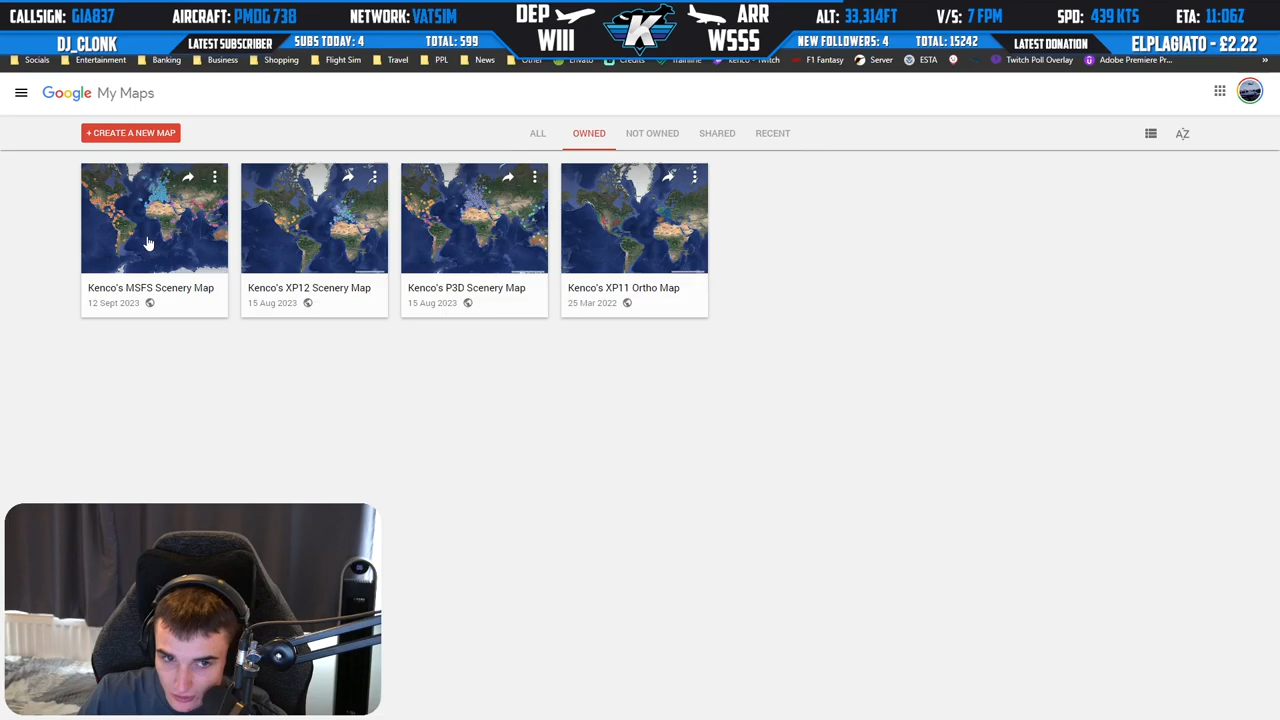 CALLSIGN: GIA837 AIRCRAFT: PMDG 738 NETWORK: VATSIM DEP WIII K ARR WSSS ALT: 33,314FT V/S: 7 FPM SPD: 439 KTS ETA: 11:06Z
DJ_CLONK LATEST SUBSCRIBER SUBS TODAY: 4 TOTAL: 599 NEW FOLLOWERS: 4 TOTAL: 15242 LATEST DONATION ELPLAGIATO - £2.22
Socials Entertainment Banking Business Shopping Flight Sim Travel PPL News Other Envato Credits Trainline kenco - Twitch F1 Fantasy Server ESTA Twitch Poll Overlay Adobe Premiere Pr... »
Google My Maps
+ CREATE A NEW MAP ALL OWNED NOT OWNED SHARED RECENT
Kenco's MSFS Scenery Map
12 Sept 2023
Kenco's XP12 Scenery Map
15 Aug 2023
Kenco's P3D Scenery Map
15 Aug 2023
Kenco's XP11 Ortho Map
25 Mar 2022